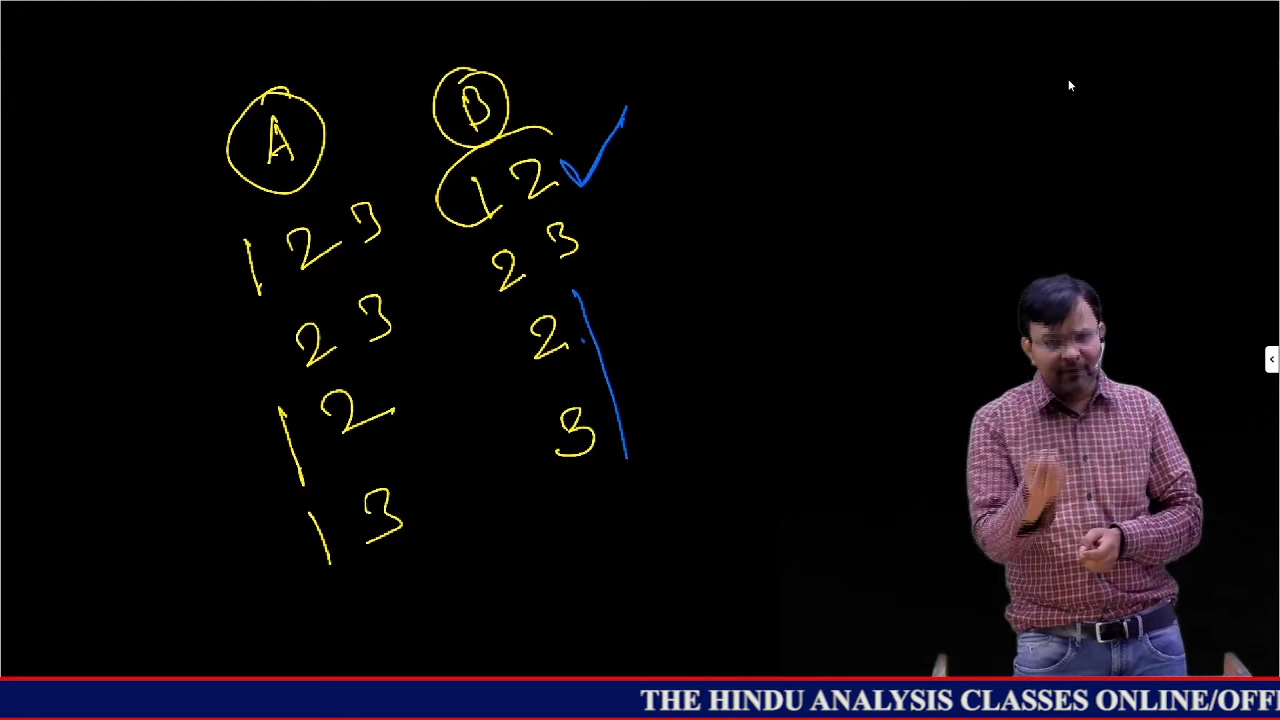 A
B
1 2 3
1 2
2 3
2 3
1 2
2
1 3
3
THE HINDU ANALYSIS CLASSES ONLINE/OFFI